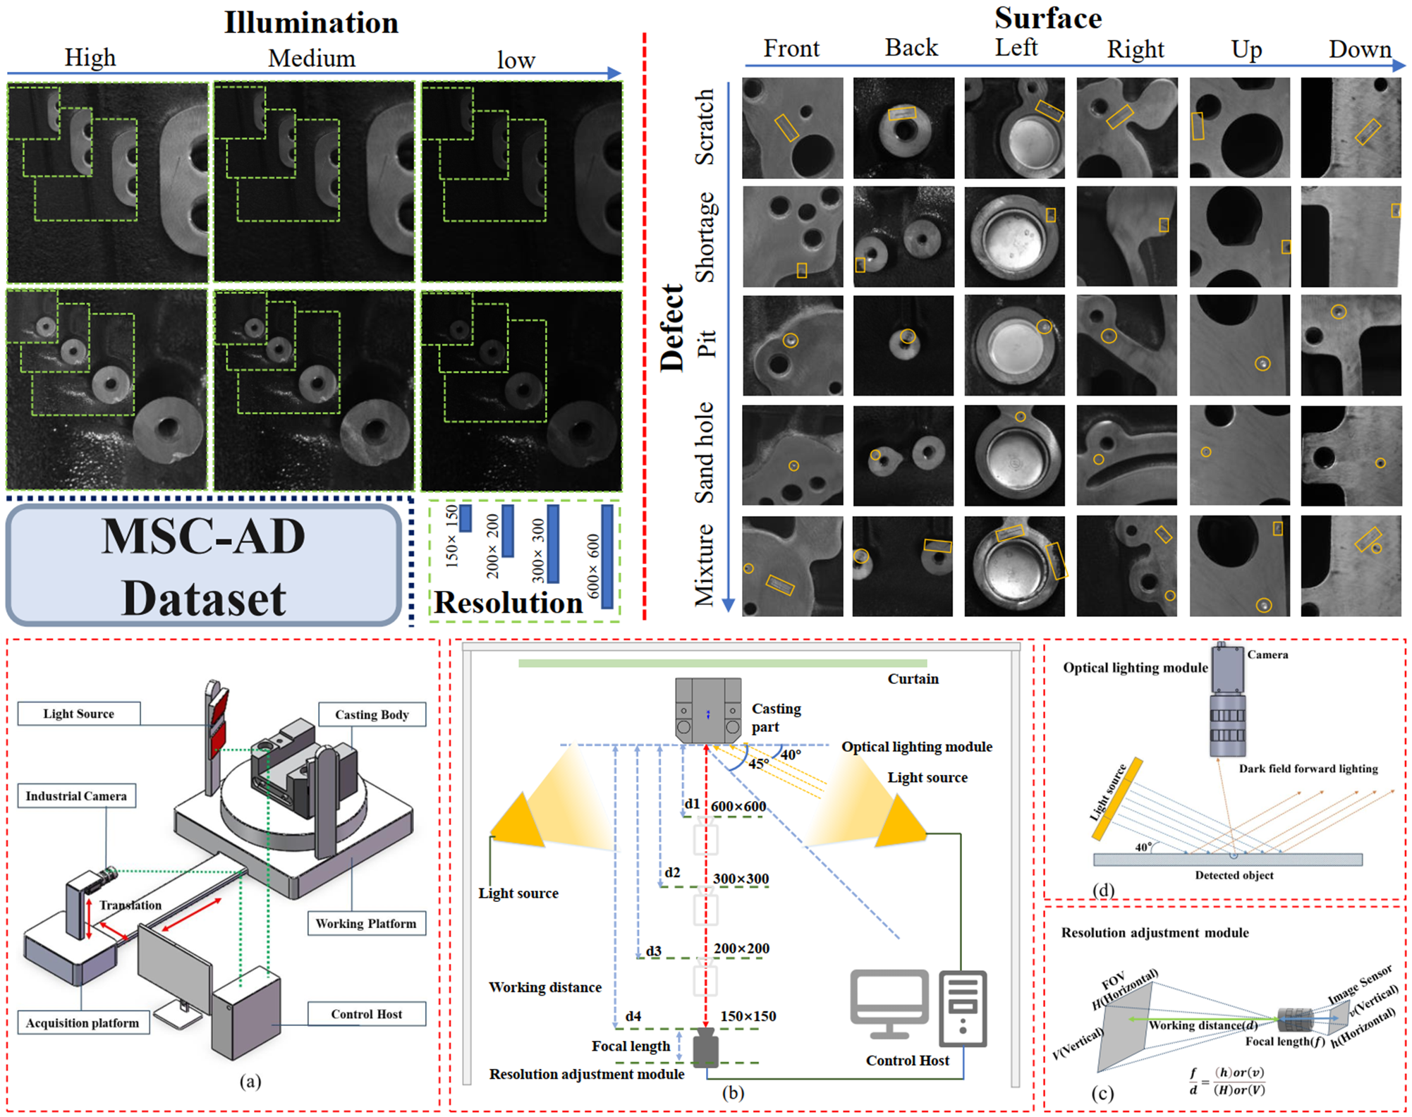 Illumination
High
Medium
low
Surface
Front
Back
Left
Right
Up
Down
Defect
Scratch
Shortage
Pit
Sand hole
Mixture
MSC-AD
Dataset
150× 150
200× 200
300× 300
600× 600
Resolution
Light Source
Casting Body
Industrial Camera
Translation
Working Platform
Acquisition platform
Control Host
(a)
Curtain
Casting
part
Optical lighting module
45°
40°
Light source
d1
600×600
d2
300×300
Light source
d3
200×200
Working distance
d4
150×150
Focal length
Resolution adjustment module
Control Host
(b)
Optical lighting module
Camera
Dark field forward lighting
Light source
40°
Detected object
(d)
Resolution adjustment module
FOV
H(Horizontal)
V(Vertical)
Working distance(d)
Focal length(f)
Image Sensor
v(Vertical)
h(Horizontal)
f/d = (h)or(v)/(H)or(V)
(c)